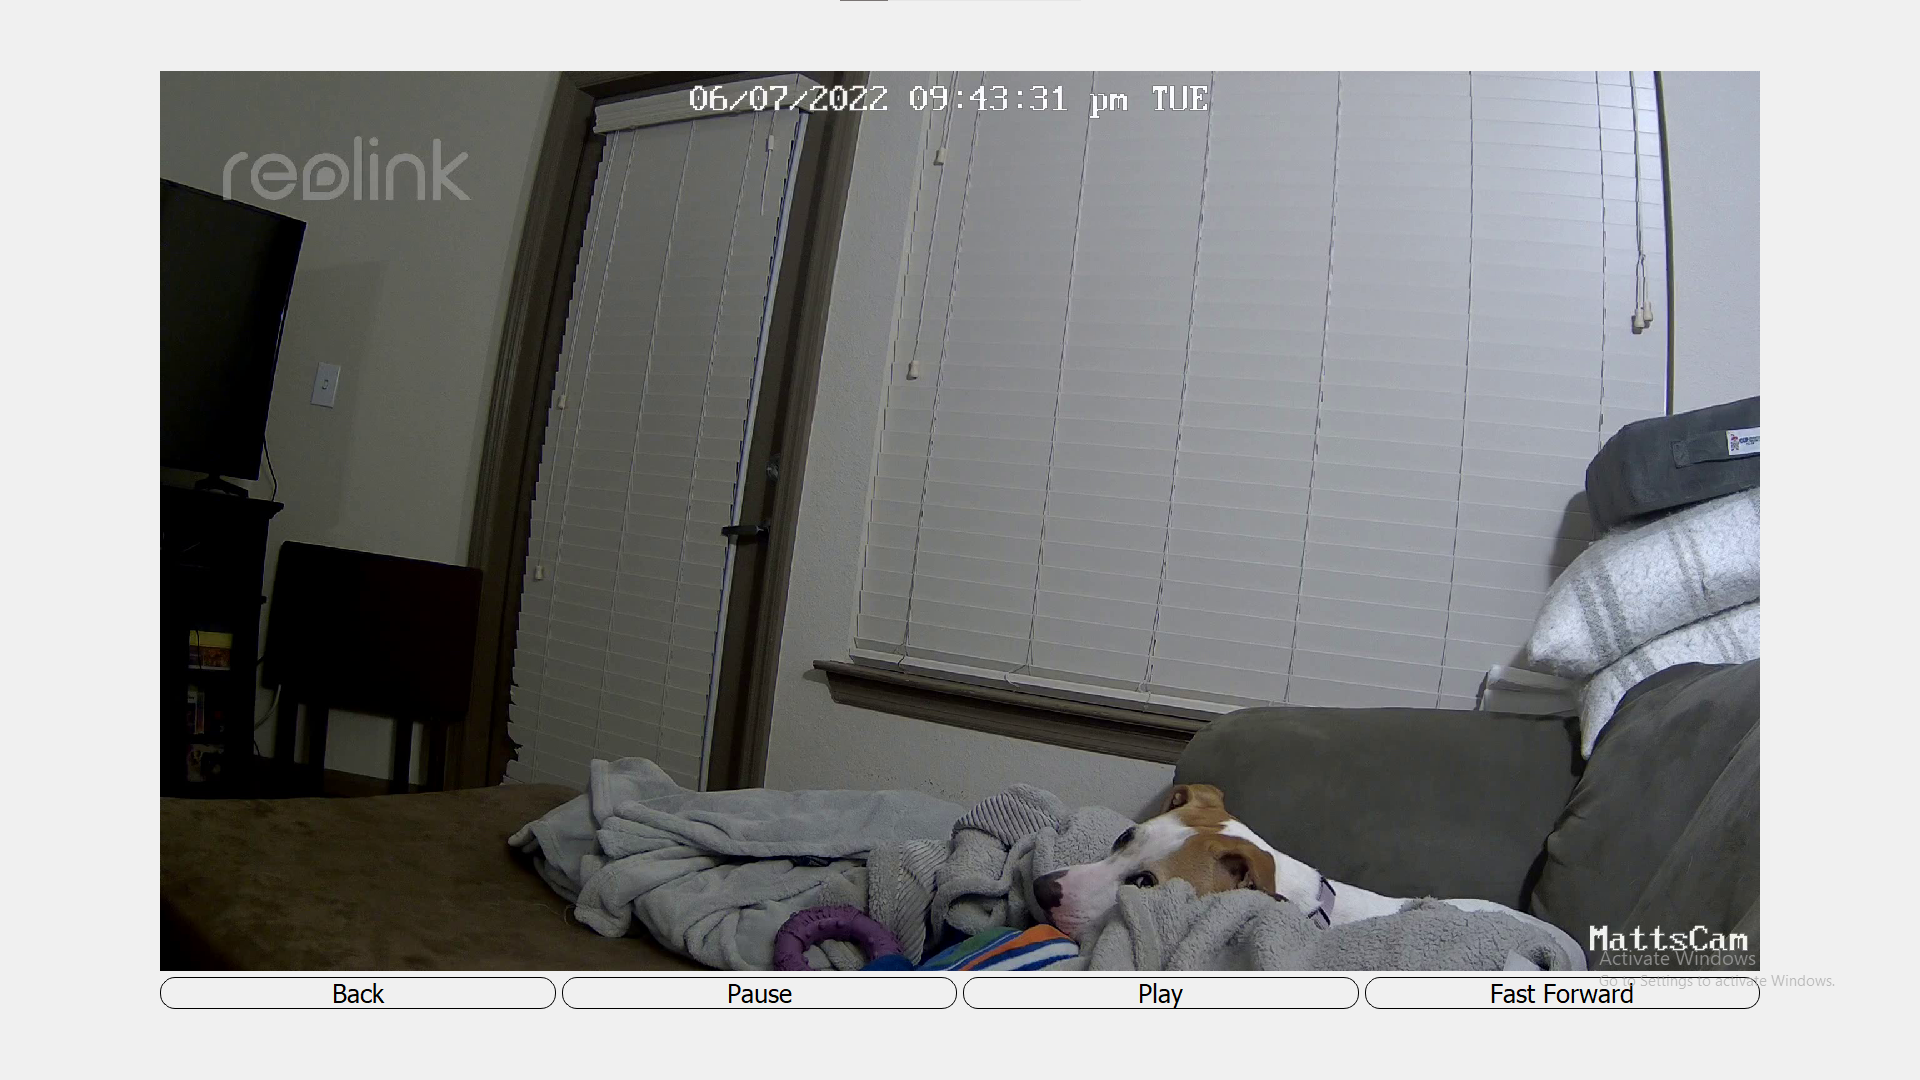 06/07/2022 09:43:31 pm TUE
reolink
MattsCam
Activate Windows
Go to Settings to activate Windows.
Back
Pause
Play
Fast Forward